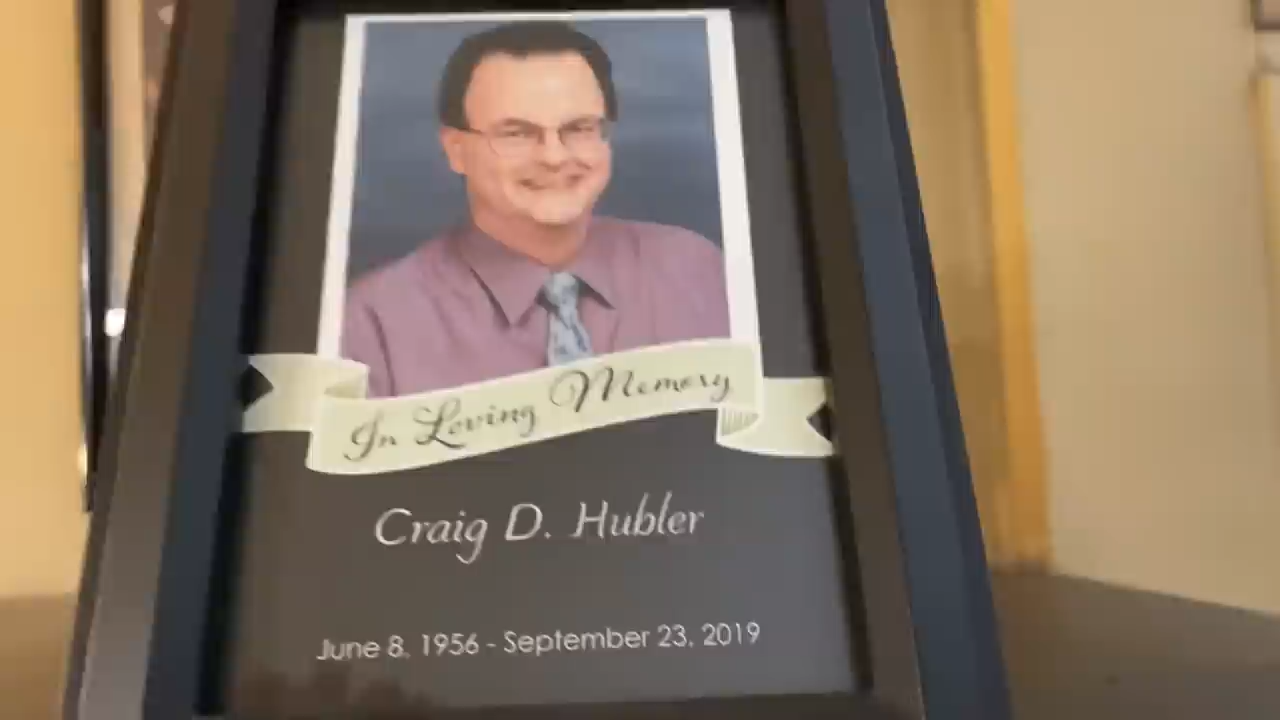 In Loving Memory
Craig D. Hubler
June 8, 1956 - September 23, 2019